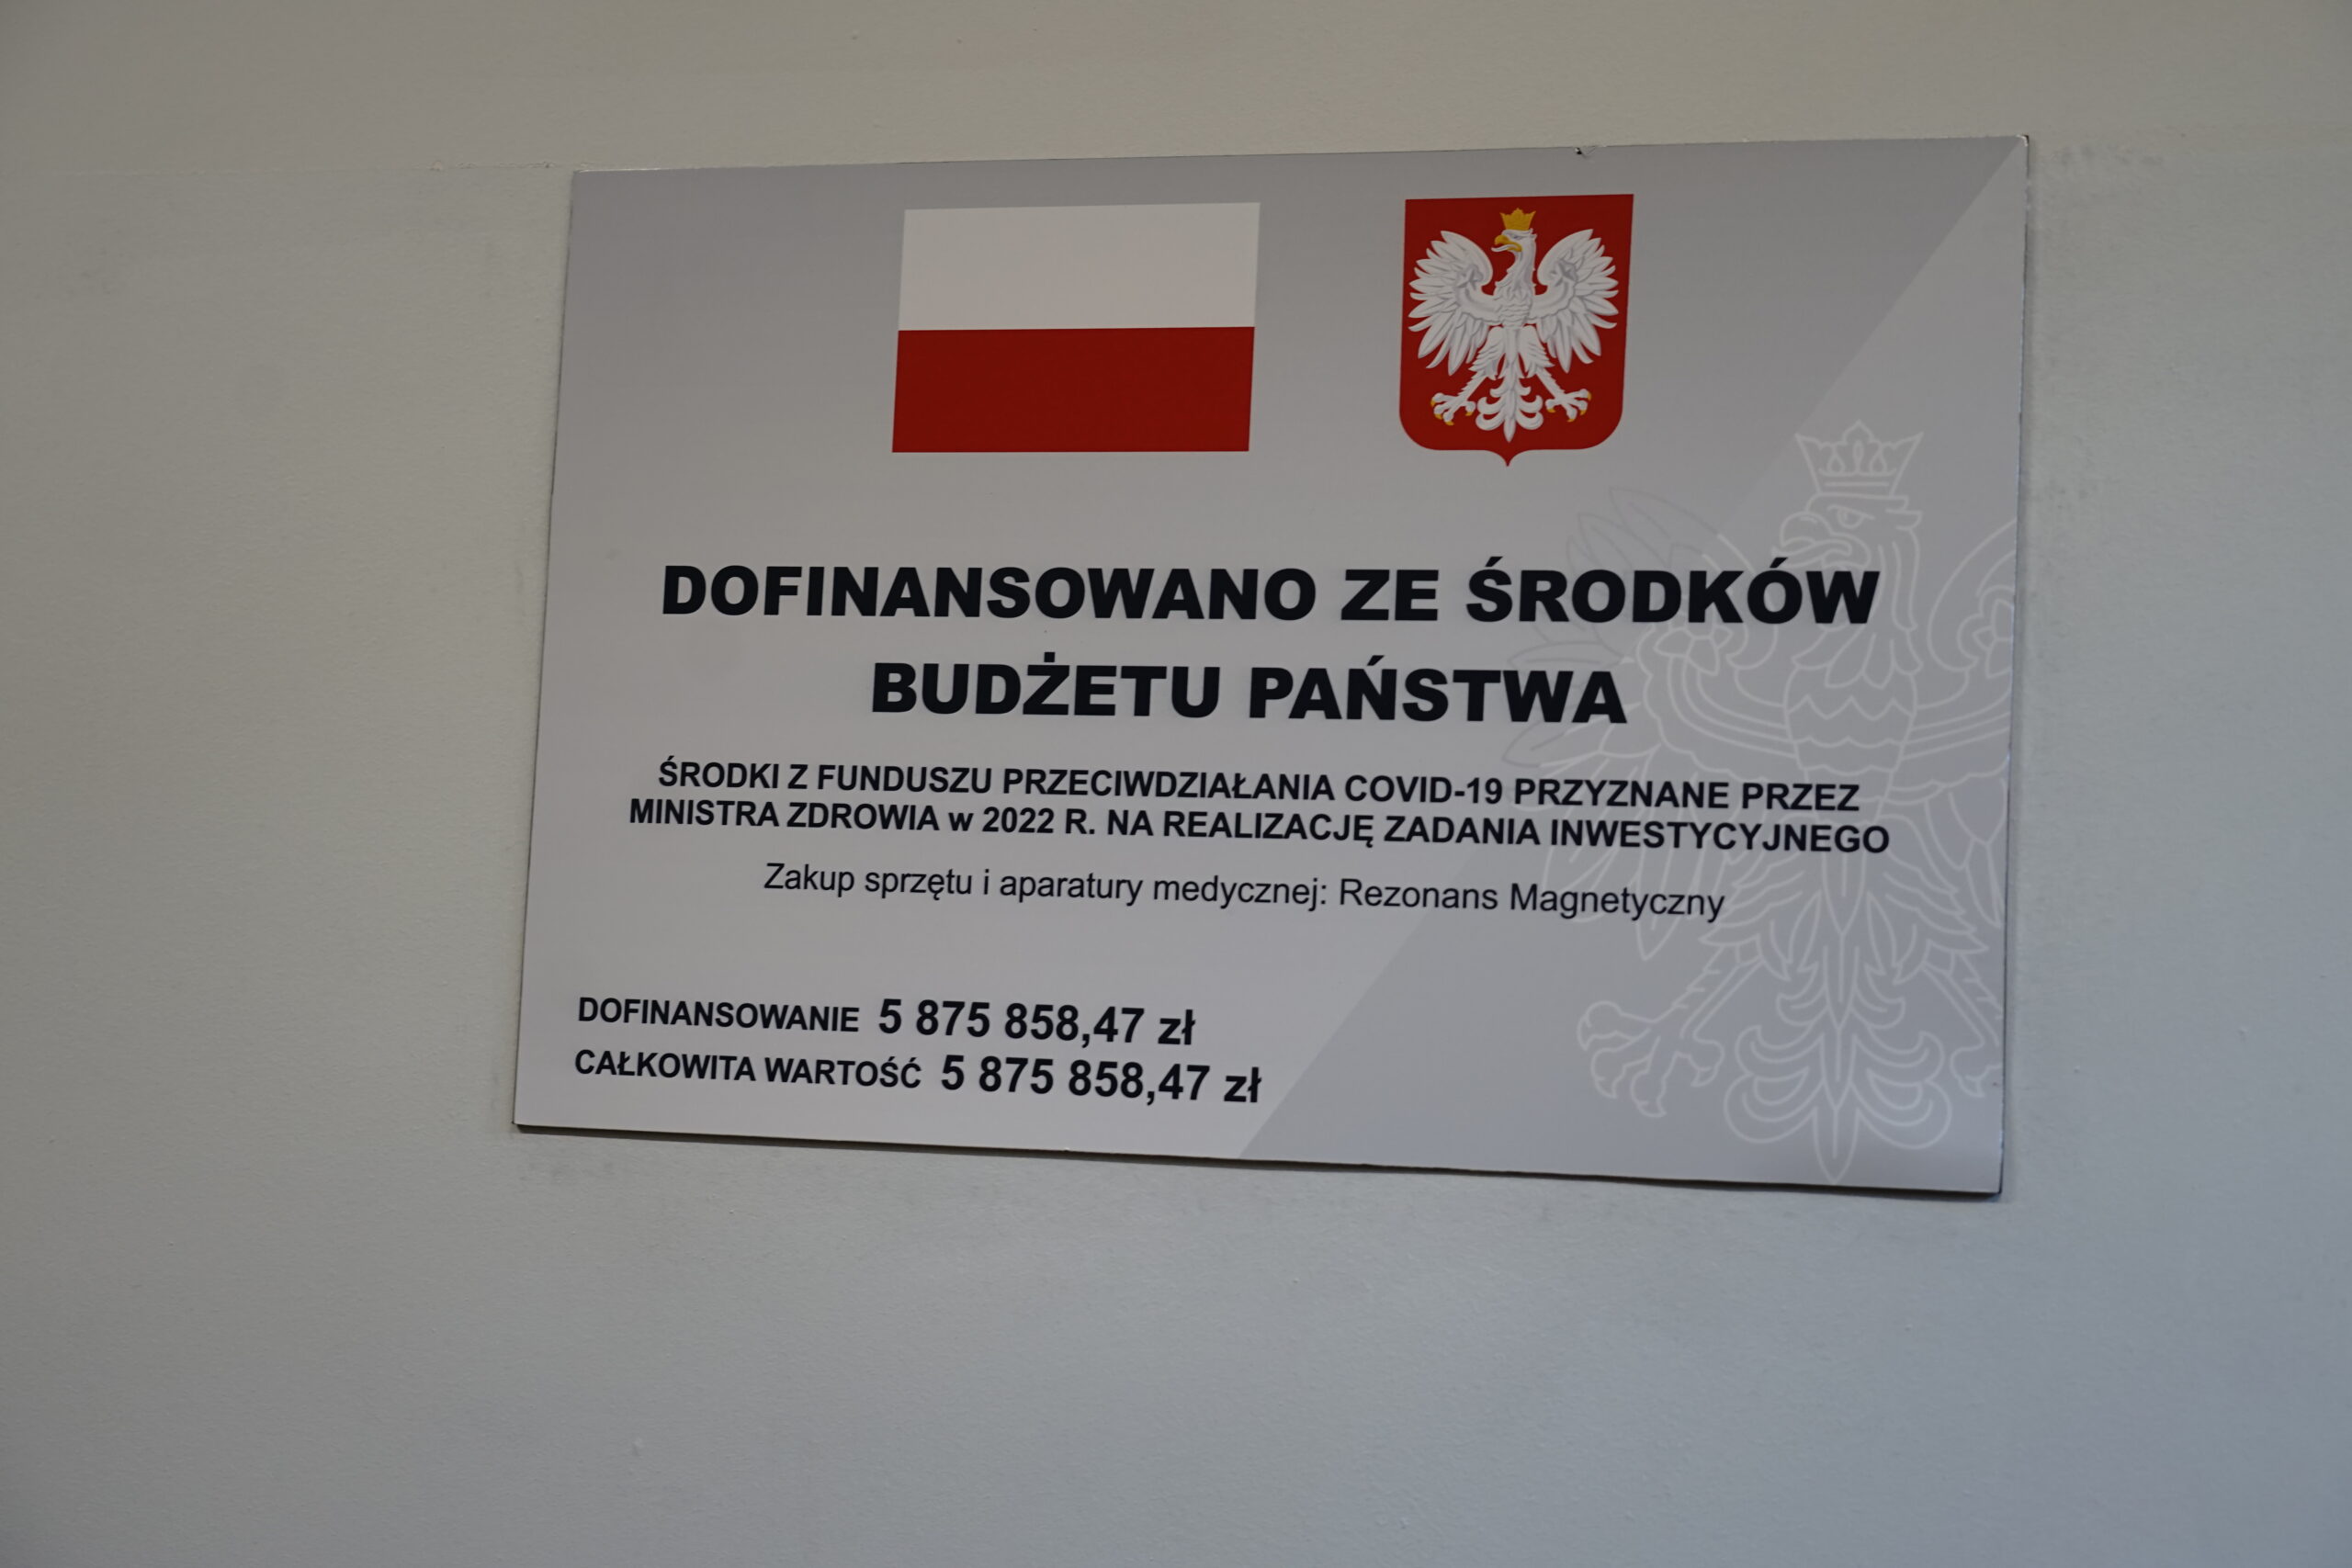 DOFINANSOWANO ZE ŚRODKÓW
BUDŻETU PAŃSTWA
ŚRODKI Z FUNDUSZU PRZECIWDZIAŁANIA COVID-19 PRZYZNANE PRZEZ
MINISTRA ZDROWIA w 2022 R. NA REALIZACJĘ ZADANIA INWESTYCYJNEGO
Zakup sprzętu i aparatury medycznej: Rezonans Magnetyczny
DOFINANSOWANIE 5 875 858,47 zł
CAŁKOWITA WARTOŚĆ 5 875 858,47 zł